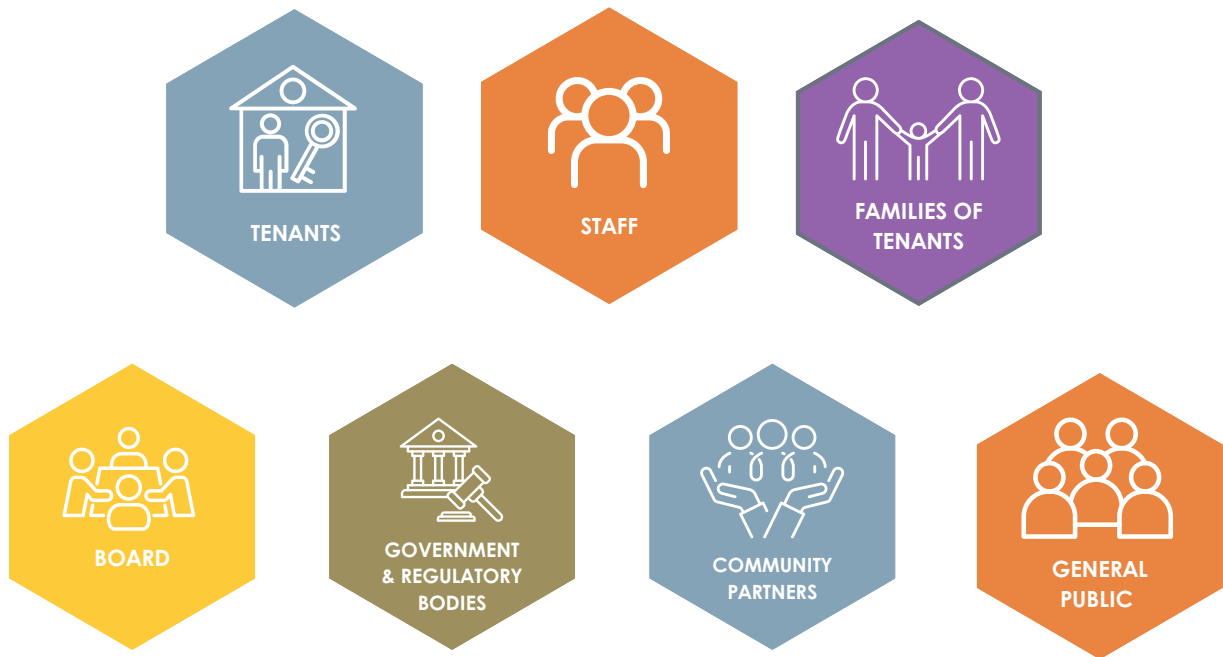 TENANTS
STAFF
FAMILIES OF
TENANTS
BOARD
GOVERNMENT
& REGULATORY
BODIES
COMMUNITY
PARTNERS
GENERAL
PUBLIC